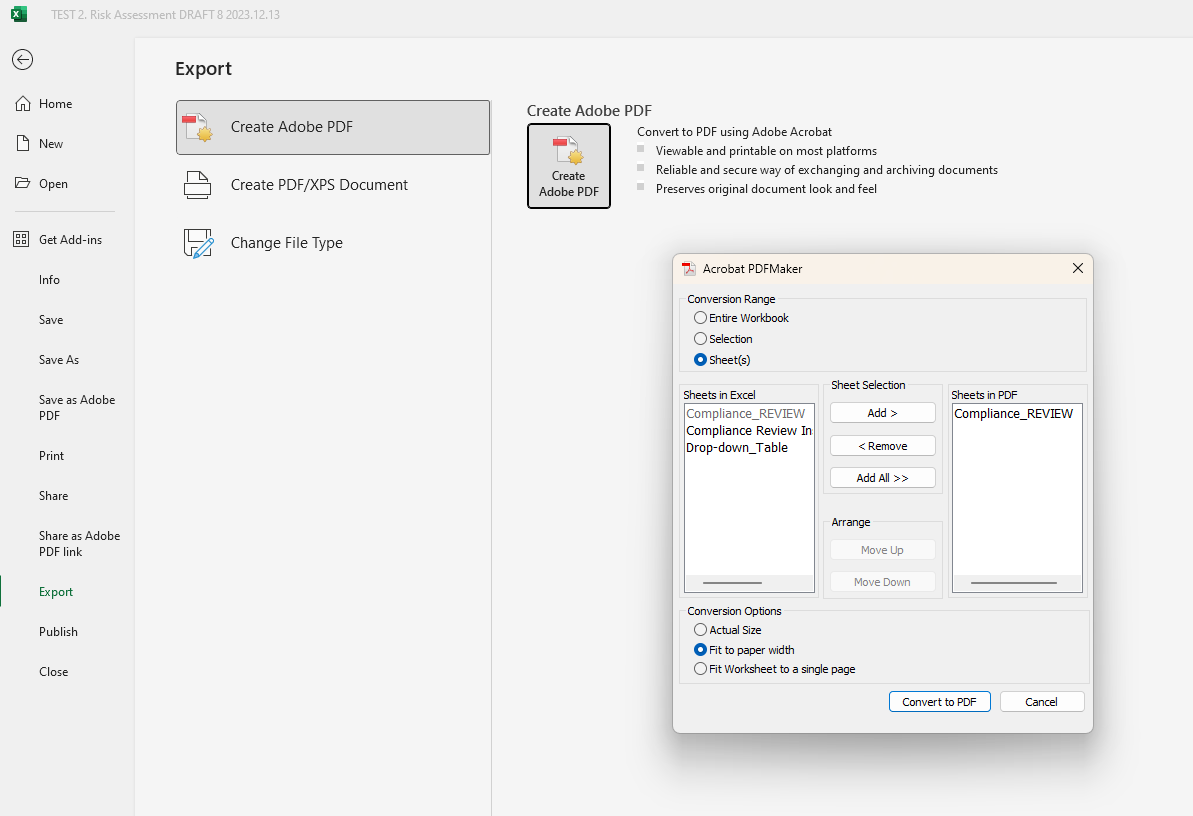 TEST 2. Risk Assessment DRAFT 8 2023.12.13
Home
New
Open
Get Add-ins
Info
Save
Save As
Save as Adobe
PDF
Print
Share
Share as Adobe
PDF link
Export
Publish
Close
Export
Create Adobe PDF
Create PDF/XPS Document
Change File Type
Create Adobe PDF
Create
Adobe PDF
Convert to PDF using Adobe Acrobat
Viewable and printable on most platforms
Reliable and secure way of exchanging and archiving documents
Preserves original document look and feel
Acrobat PDFMaker
Conversion Range
Entire Workbook
Selection
Sheet(s)
Sheets in Excel
Compliance_REVIEW
Compliance Review In
Drop-down_Table
Sheet Selection
Add >
< Remove
Add All >>
Arrange
Move Up
Move Down
Sheets in PDF
Compliance_REVIEW
Conversion Options
Actual Size
Fit to paper width
Fit Worksheet to a single page
Convert to PDF
Cancel